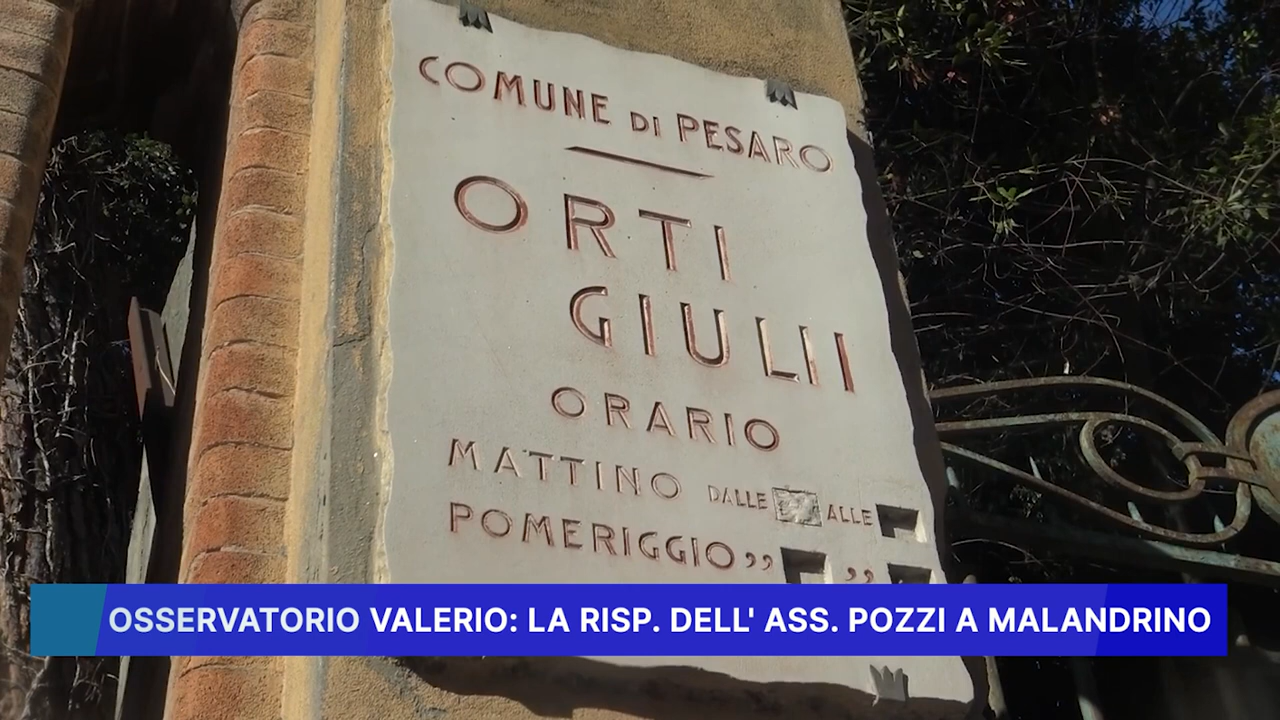 COMUNE DI PESARO
ORTI
GIULII
ORARIO
MATTINO DALLE ALLE
POMERIGGIO ,, ,,
OSSERVATORIO VALERIO: LA RISP. DELL' ASS. POZZI A MALANDRINO